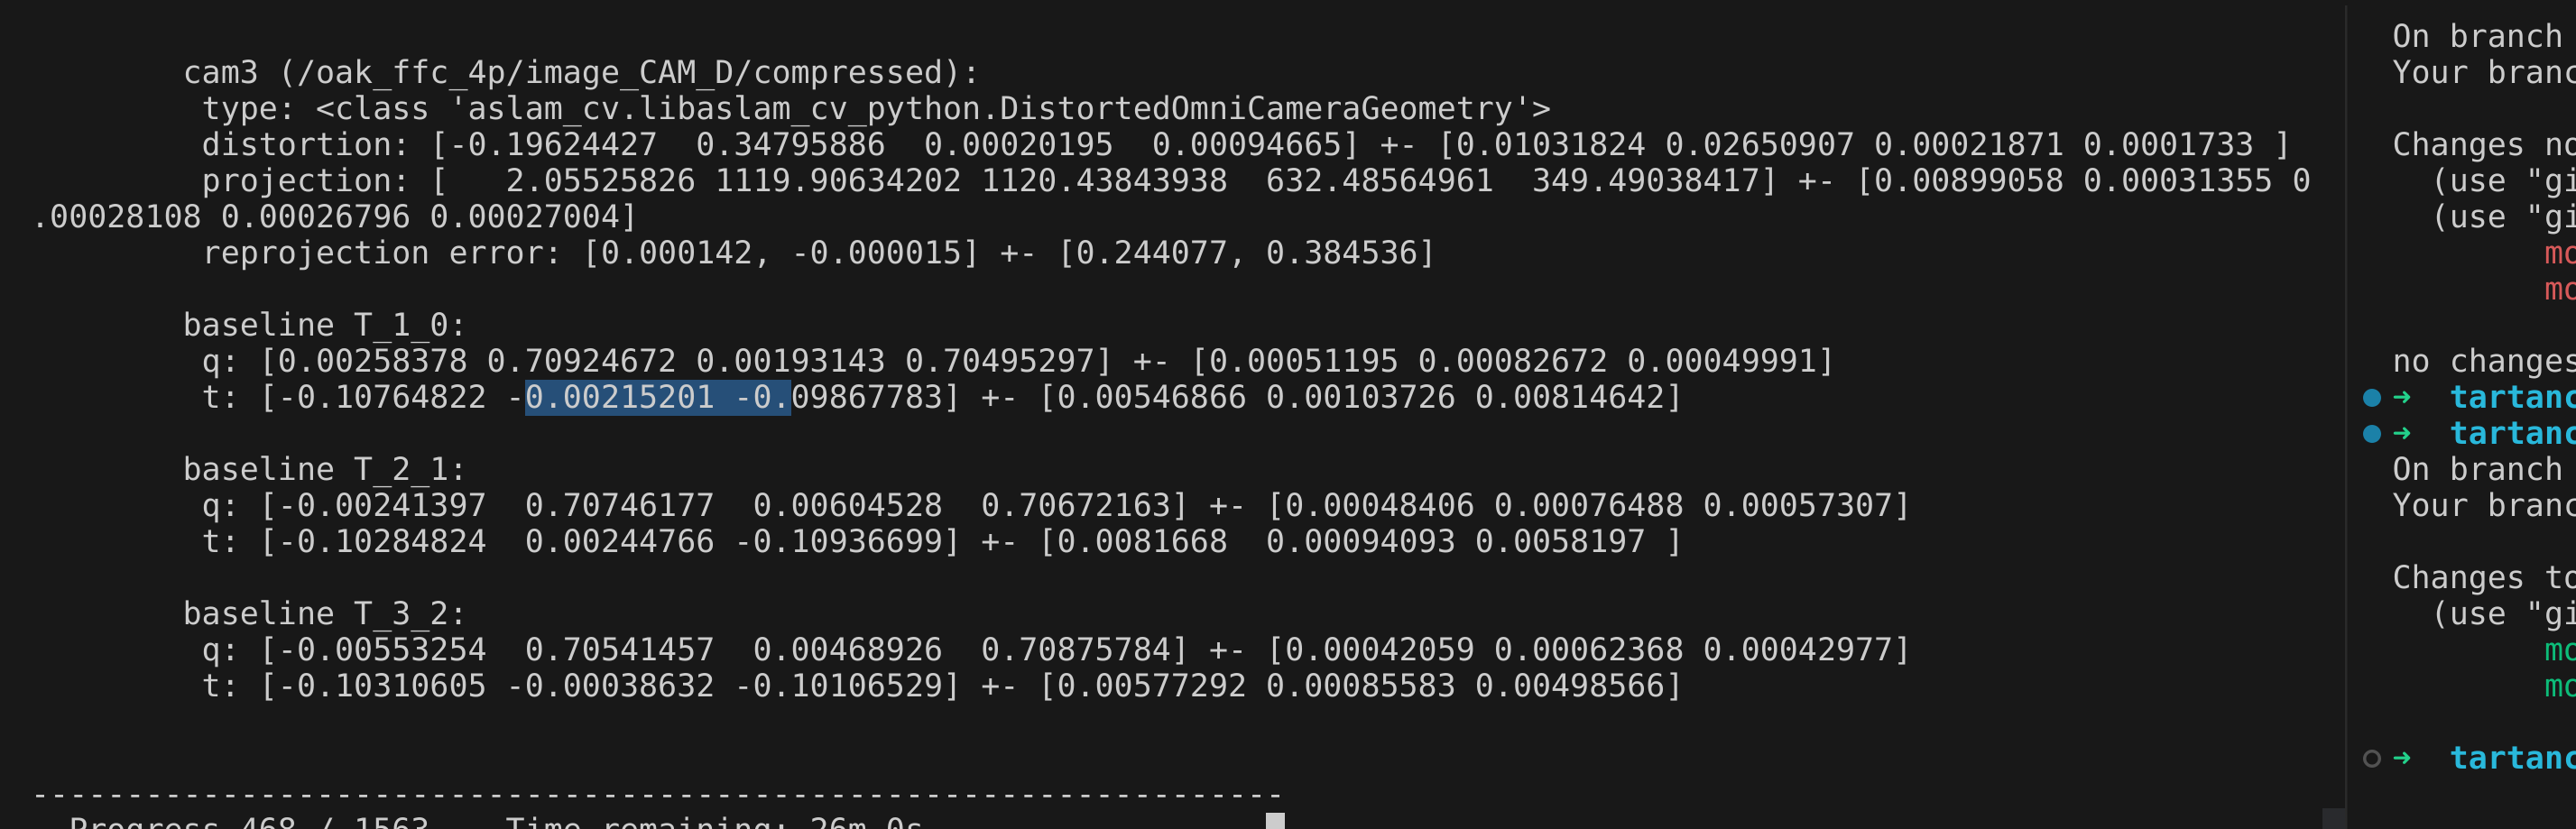 cam3 (/oak_ffc_4p/image_CAM_D/compressed):
type: <class 'aslam_cv.libaslam_cv_python.DistortedOmniCameraGeometry'>
distortion: [-0.19624427  0.34795886  0.00020195  0.00094665] +- [0.01031824 0.02650907 0.00021871 0.0001733 ]
projection: [   2.05525826 1119.90634202 1120.43843938  632.48564961  349.49038417] +- [0.00899058 0.00031355 0
.00028108 0.00026796 0.00027004]
reprojection error: [0.000142, -0.000015] +- [0.244077, 0.384536]
baseline T_1_0:
q: [0.00258378 0.70924672 0.00193143 0.70495297] +- [0.00051195 0.00082672 0.00049991]
t: [-0.10764822 -0.00215201 -0.09867783] +- [0.00546866 0.00103726 0.00814642]
baseline T_2_1:
q: [-0.00241397  0.70746177  0.00604528  0.70672163] +- [0.00048406 0.00076488 0.00057307]
t: [-0.10284824  0.00244766 -0.10936699] +- [0.0081668  0.00094093 0.0058197 ]
baseline T_3_2:
q: [-0.00553254  0.70541457  0.00468926  0.70875784] +- [0.00042059 0.00062368 0.00042977]
t: [-0.10310605 -0.00038632 -0.10106529] +- [0.00577292 0.00085583 0.00498566]
------------------------------------------------------------------
Progress 468 / 1563    Time remaining: 26m 0s
On branch
Your branc
Changes no
(use "gi
(use "gi
mo
mo
no changes
➜  tartanc
➜  tartanc
On branch
Your branc
Changes to
(use "gi
mo
mo
➜  tartanc